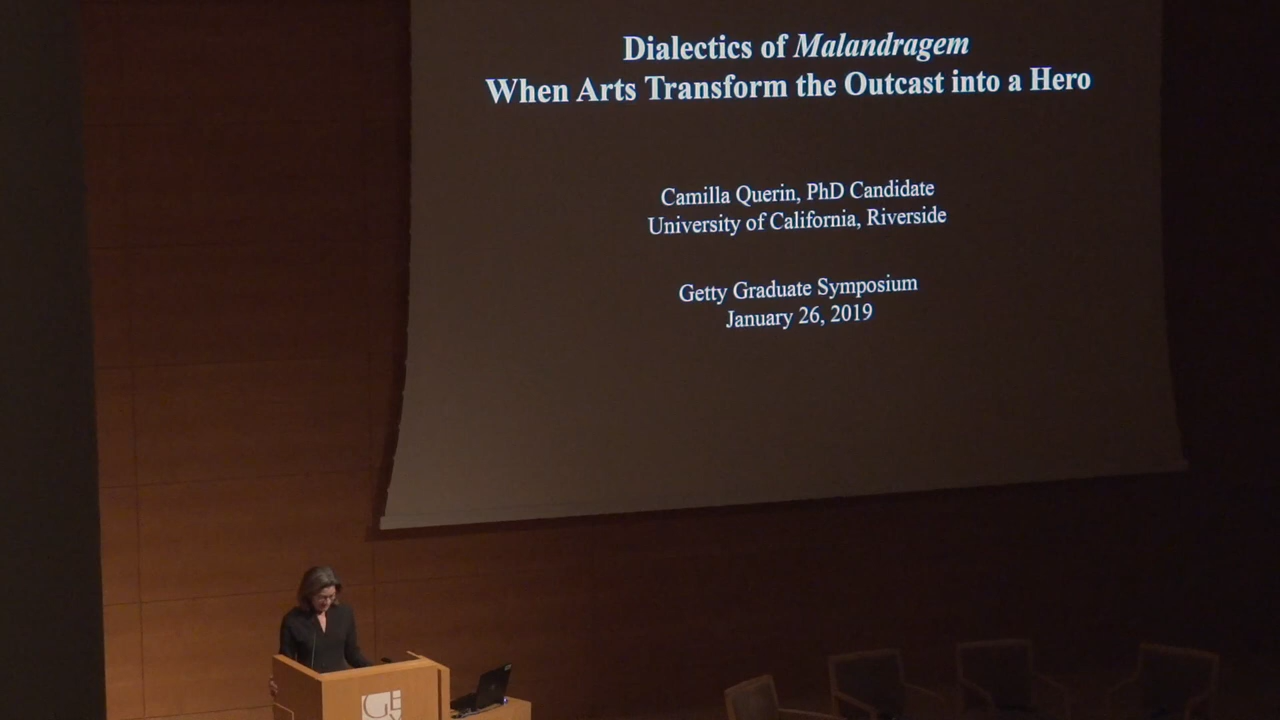 Dialectics of Malandragem
When Arts Transform the Outcast into a Hero
Camilla Querin, PhD Candidate
University of California, Riverside
Getty Graduate Symposium
January 26, 2019